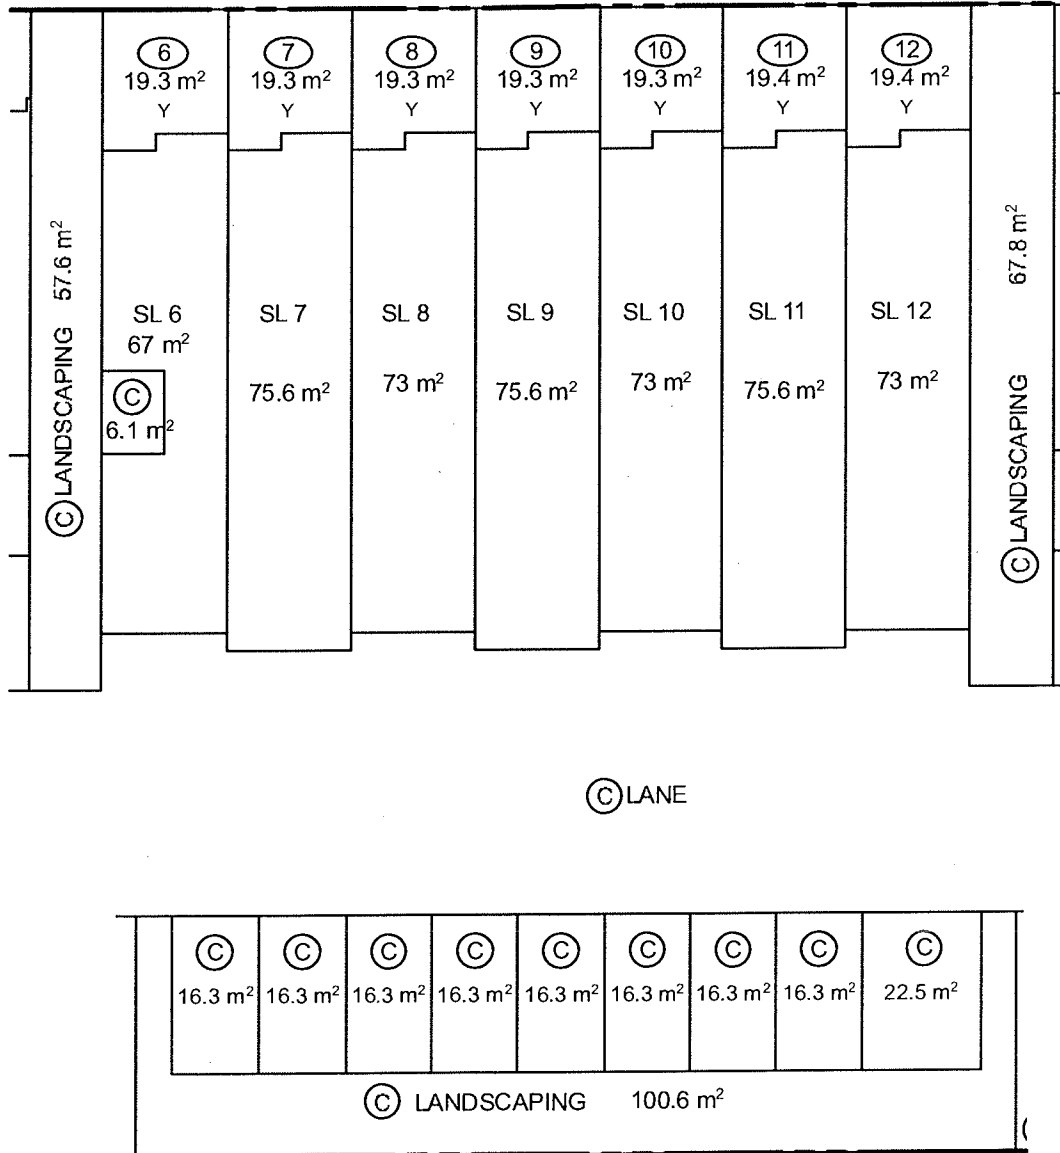 6 7 8 9 10 11 12
19.3 m² 19.3 m² 19.3 m² 19.3 m² 19.3 m² 19.4 m² 19.4 m²
Y Y Y Y Y Y Y
C LANDSCAPING 57.6 m²
SL 6 SL 7 SL 8 SL 9 SL 10 SL 11 SL 12
67 m²
75.6 m² 73 m² 75.6 m² 73 m² 75.6 m² 73 m²
C
6.1 m²
C LANDSCAPING 67.8 m²
C LANE
C C C C C C C C C
16.3 m² 16.3 m² 16.3 m² 16.3 m² 16.3 m² 16.3 m² 16.3 m² 16.3 m² 22.5 m²
C LANDSCAPING 100.6 m²